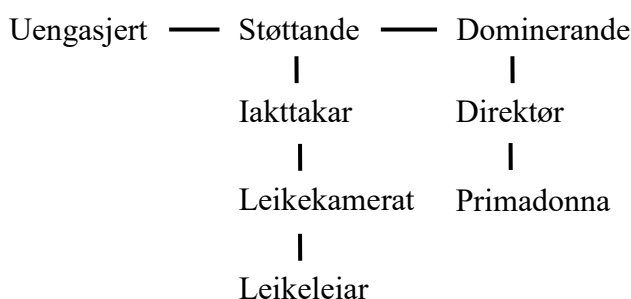 Uengasjert Støttande Dominerande
Iakttakar Direktør
Leikekamerat Primadonna
Leikeleiar